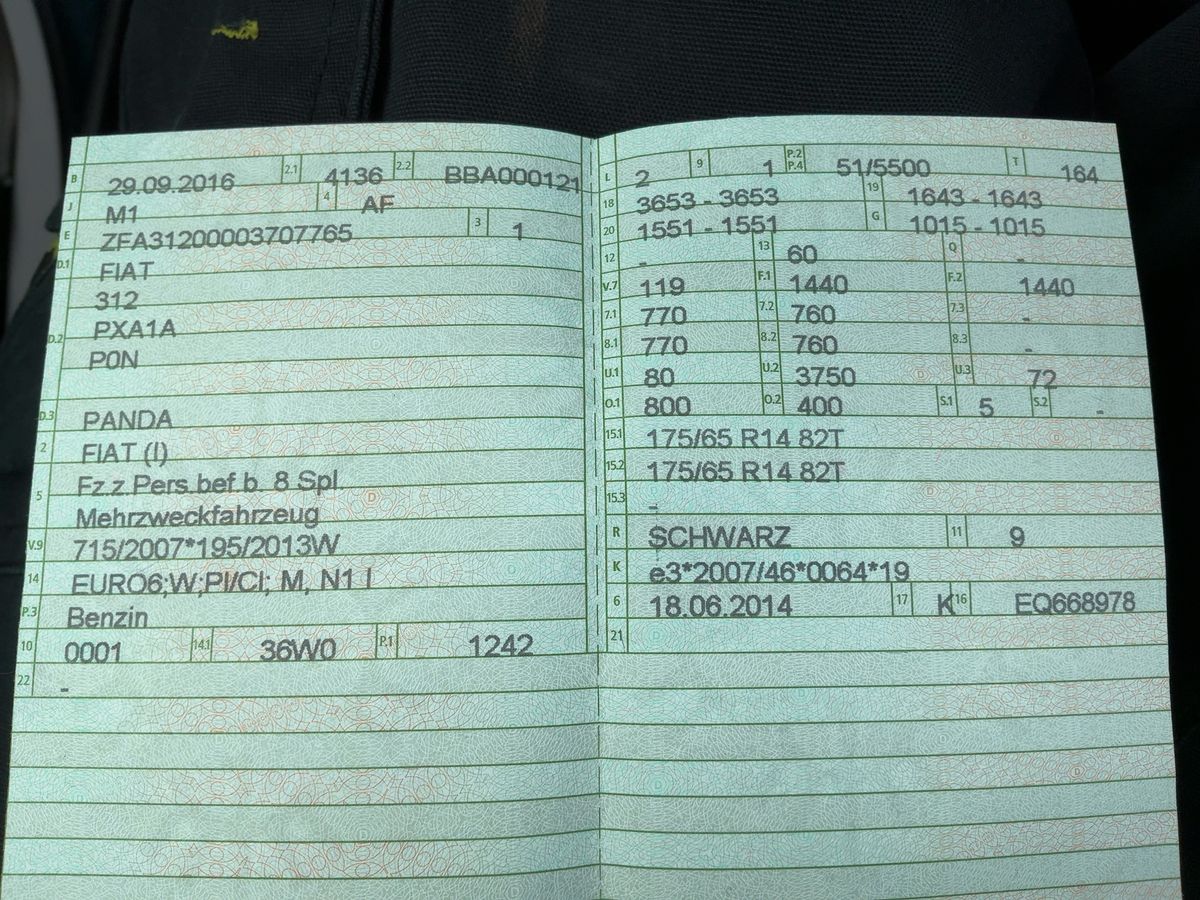 B 29.09.2016 2.1 4136 2.2 BBA000121
J M1 4 AF
E ZFA31200003707765 3 1
D.1 FIAT
312
D.2 PXA1A
P0N
D.3 PANDA
2 FIAT (I)
5 Fz.z.Pers.bef.b. 8 Spl.
Mehrzweckfahrzeug
V.9 715/2007*195/2013W
14 EURO6;W;PI/CI; M, N1 I
P.3 Benzin
10 0001 14.1 36W0 P.1 1242
22 -
L 2 9 1 P.2 P.4 51/5500 T 164
18 3653 - 3653 19 1643 - 1643
20 1551 - 1551 G 1015 - 1015
12 - 13 60 Q -
V.7 119 F.1 1440 F.2 1440
7.1 770 7.2 760 7.3 -
8.1 770 8.2 760 8.3 -
U.1 80 U.2 3750 U.3 72
O.1 800 O.2 400 S.1 5 S.2 -
15.1 175/65 R14 82T
15.2 175/65 R14 82T
15.3 -
R SCHWARZ 11 9
K e3*2007/46*0064*19
6 18.06.2014 17 K 16 EQ668978
21